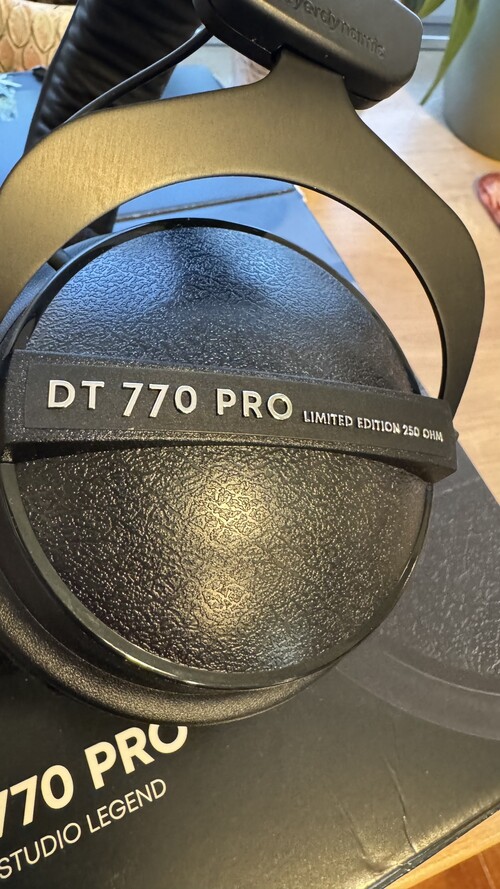 beyerdynamic
DT 770 PRO LIMITED EDITION 250 OHM
770 PRO
STUDIO LEGEND